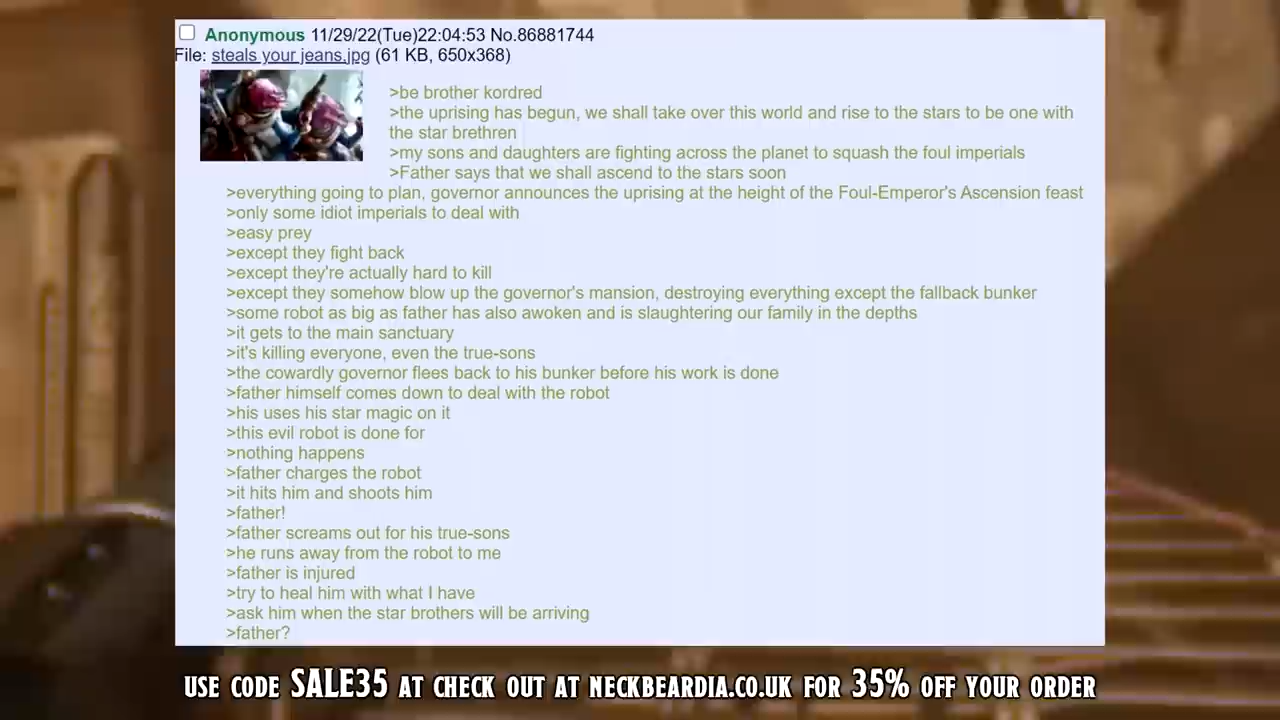 Anonymous 11/29/22(Tue)22:04:53 No.86881744
File: steals your jeans.jpg (61 KB, 650x368)
>be brother kordred
>the uprising has begun, we shall take over this world and rise to the stars to be one with
the star brethren
>my sons and daughters are fighting across the planet to squash the foul imperials
>Father says that we shall ascend to the stars soon
>everything going to plan, governor announces the uprising at the height of the Foul-Emperor's Ascension feast
>only some idiot imperials to deal with
>easy prey
>except they fight back
>except they're actually hard to kill
>except they somehow blow up the governor's mansion, destroying everything except the fallback bunker
>some robot as big as father has also awoken and is slaughtering our family in the depths
>it gets to the main sanctuary
>it's killing everyone, even the true-sons
>the cowardly governor flees back to his bunker before his work is done
>father himself comes down to deal with the robot
>his uses his star magic on it
>this evil robot is done for
>nothing happens
>father charges the robot
>it hits him and shoots him
>father!
>father screams out for his true-sons
>he runs away from the robot to me
>father is injured
>try to heal him with what I have
>ask him when the star brothers will be arriving
>father?
USE CODE SALE35 AT CHECK OUT AT NECKBEARDIA.CO.UK FOR 35% OFF YOUR ORDER